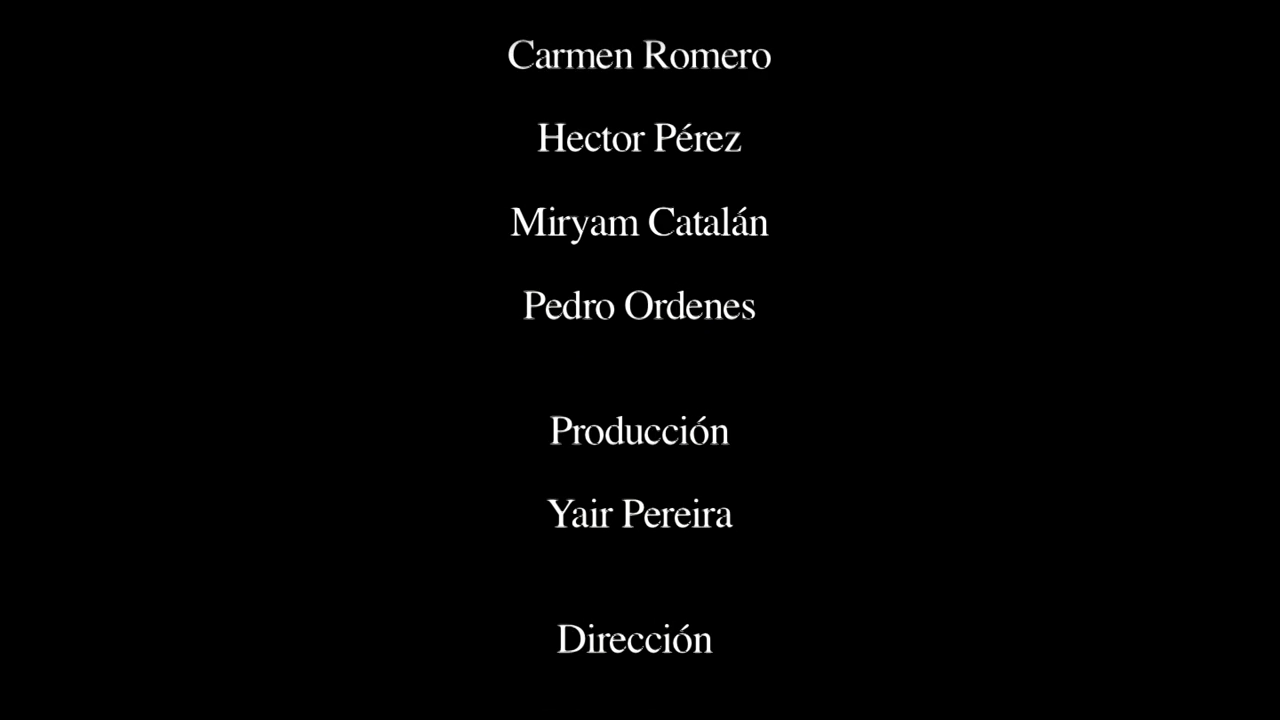 Carmen Romero
Hector Pérez
Miryam Catalán
Pedro Ordenes
Producción
Yair Pereira
Dirección